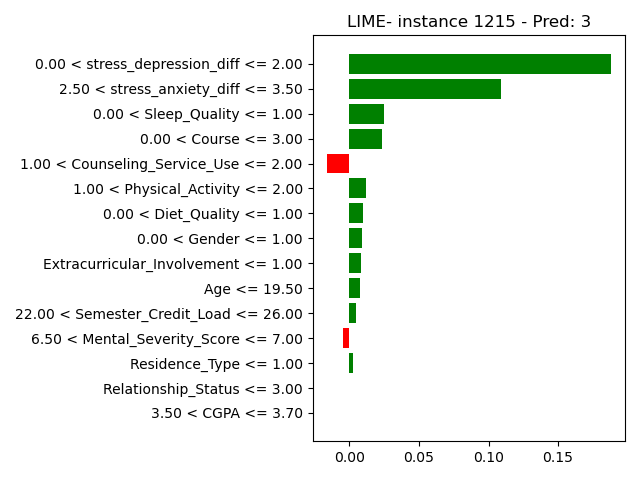 LIME- instance 1215 - Pred: 3
0.00 < stress_depression_diff <= 2.00
2.50 < stress_anxiety_diff <= 3.50
0.00 < Sleep_Quality <= 1.00
0.00 < Course <= 3.00
1.00 < Counseling_Service_Use <= 2.00
1.00 < Physical_Activity <= 2.00
0.00 < Diet_Quality <= 1.00
0.00 < Gender <= 1.00
Extracurricular_Involvement <= 1.00
Age <= 19.50
22.00 < Semester_Credit_Load <= 26.00
6.50 < Mental_Severity_Score <= 7.00
Residence_Type <= 1.00
Relationship_Status <= 3.00
3.50 < CGPA <= 3.70
0.00 0.05 0.10 0.15